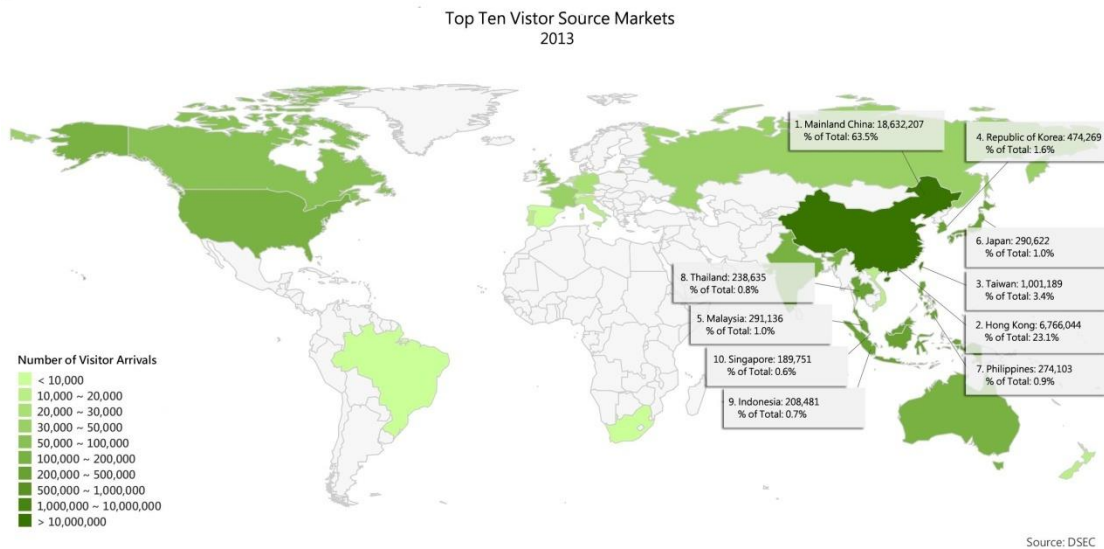 Top Ten Vistor Source Markets
2013
1. Mainland China: 18,632,207
% of Total: 63.5%
4. Republic of Korea: 474,269
% of Total: 1.6%
6. Japan: 290,622
% of Total: 1.0%
8. Thailand: 238,635
% of Total: 0.8%
3. Taiwan: 1,001,189
% of Total: 3.4%
5. Malaysia: 291,136
% of Total: 1.0%
2. Hong Kong: 6,766,044
% of Total: 23.1%
10. Singapore: 189,751
% of Total: 0.6%
7. Philippines: 274,103
% of Total: 0.9%
9. Indonesia: 208,481
% of Total: 0.7%
Number of Visitor Arrivals
< 10,000
10,000 ~ 20,000
20,000 ~ 30,000
30,000 ~ 50,000
50,000 ~ 100,000
100,000 ~ 200,000
200,000 ~ 500,000
500,000 ~ 1,000,000
1,000,000 ~ 10,000,000
> 10,000,000
Source: DSEC